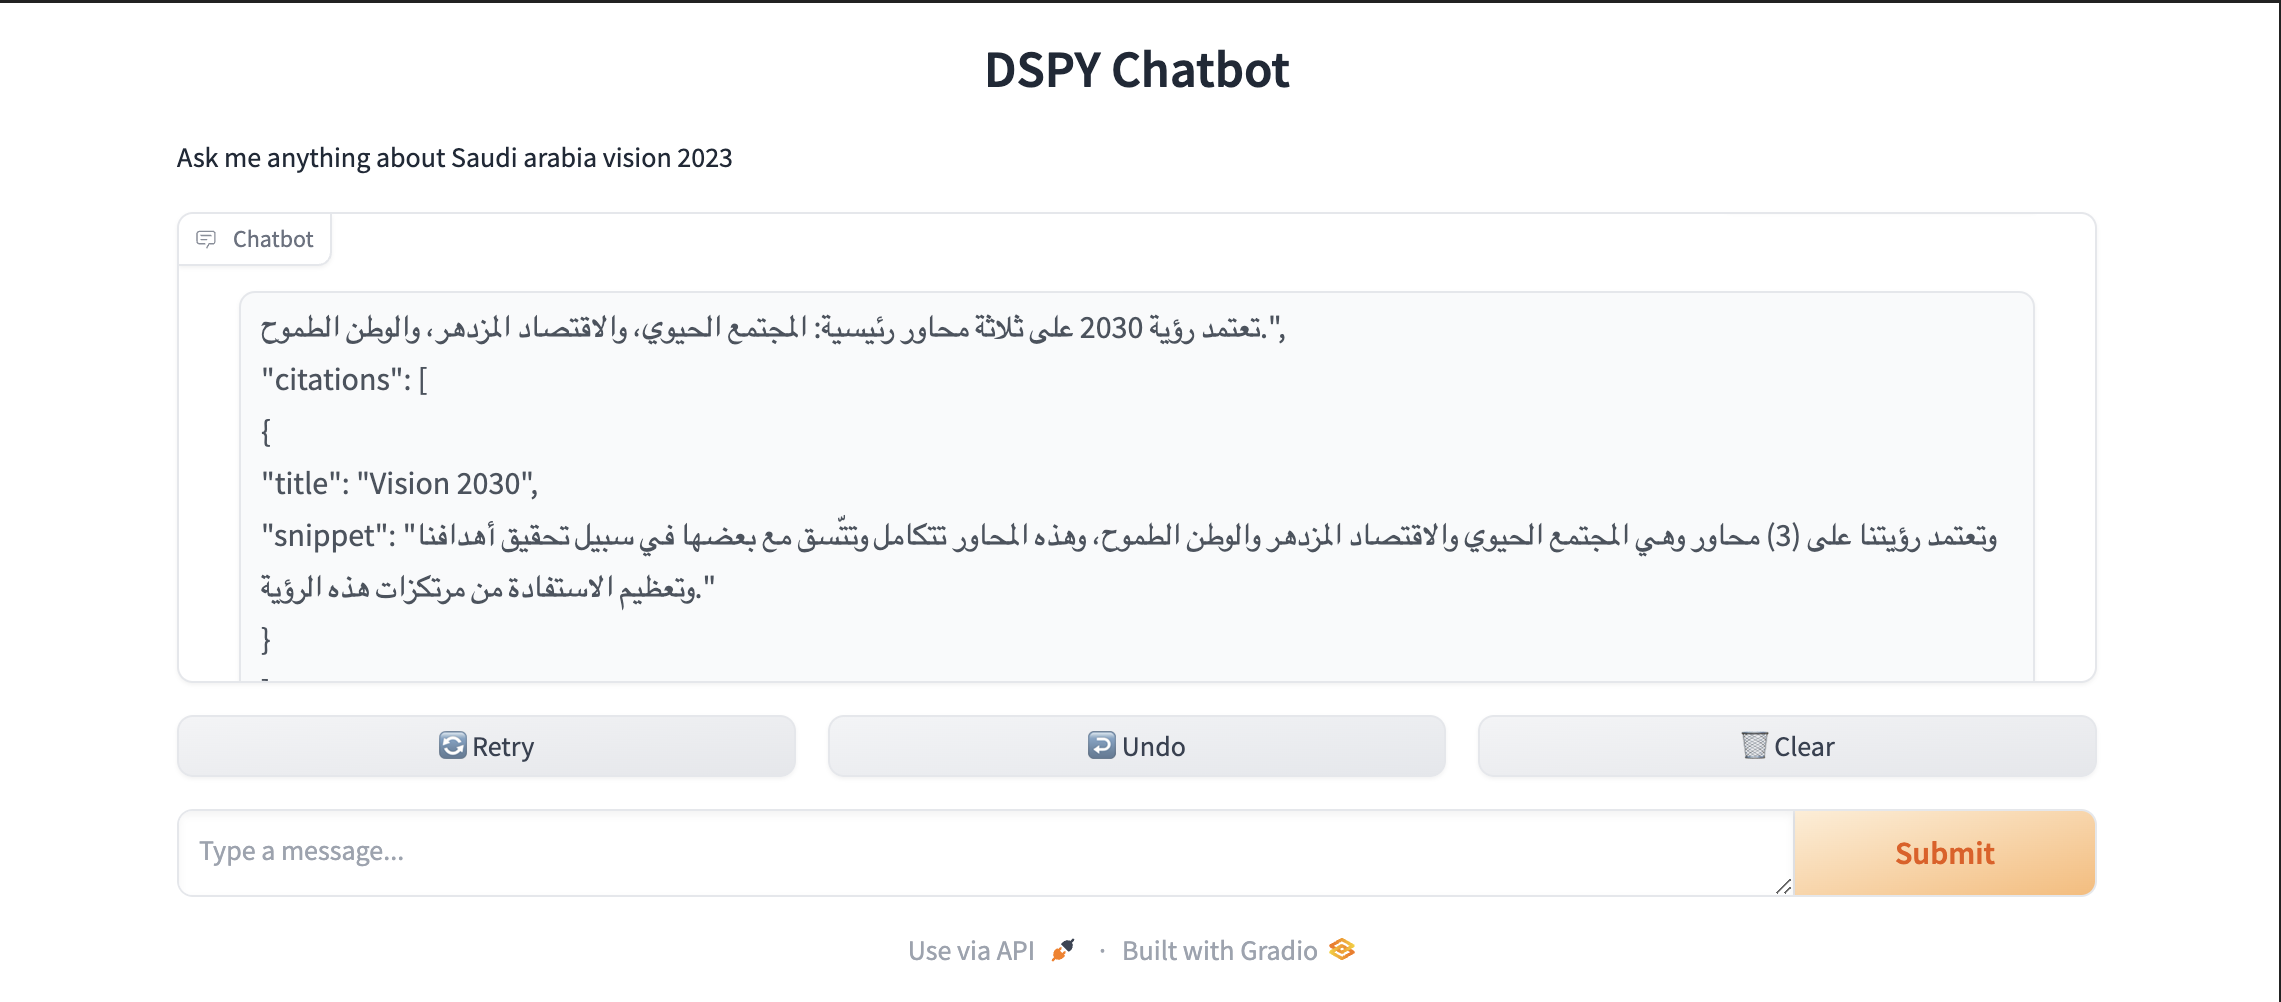 DSPY Chatbot
Ask me anything about Saudi arabia vision 2023
Chatbot
تعتمد رؤية 2030 على ثلاثة محاور رئيسية: المجتمع الحيوي، والاقتصاد المزدهر، والوطن الطموح.",
"citations": [
{
"title": "Vision 2030",
"snippet": "وتعتمد رؤيتنا على (3) محاور وهي المجتمع الحيوي والاقتصاد المزدهر والوطن الطموح، وهذه المحاور تتكامل وتتّسق مع بعضها في سبيل تحقيق أهدافنا
وتعظيم الاستفادة من مرتكزات هذه الرؤية."
}
Retry
Undo
Clear
Type a message...
Submit
Use via API · Built with Gradio